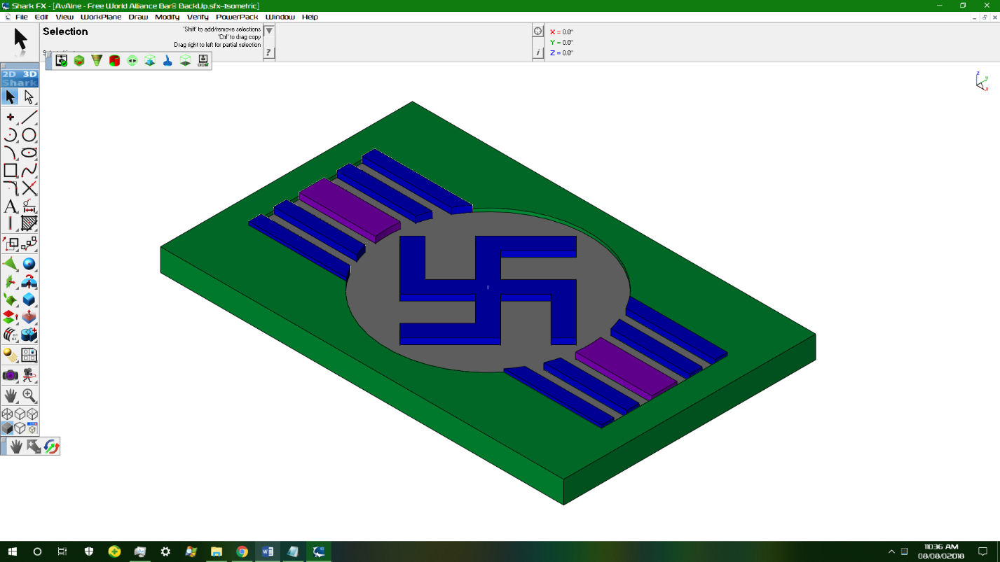 Shark FX - [AvAlne - Free World Alliance Bar® BackUp.sfx-Isometric]
File Edit View WorkPlane Draw Modify Verify PowerPack Window Help
Selection
'Shift' to add/remove selections
'Ctrl' to drag copy
Drag right to left for partial selection
?
i
X = 0.0"
Y = 0.0"
Z = 0.0"
2D 3D
Shark
A
z
y
x
11:36 AM
08/08/02018